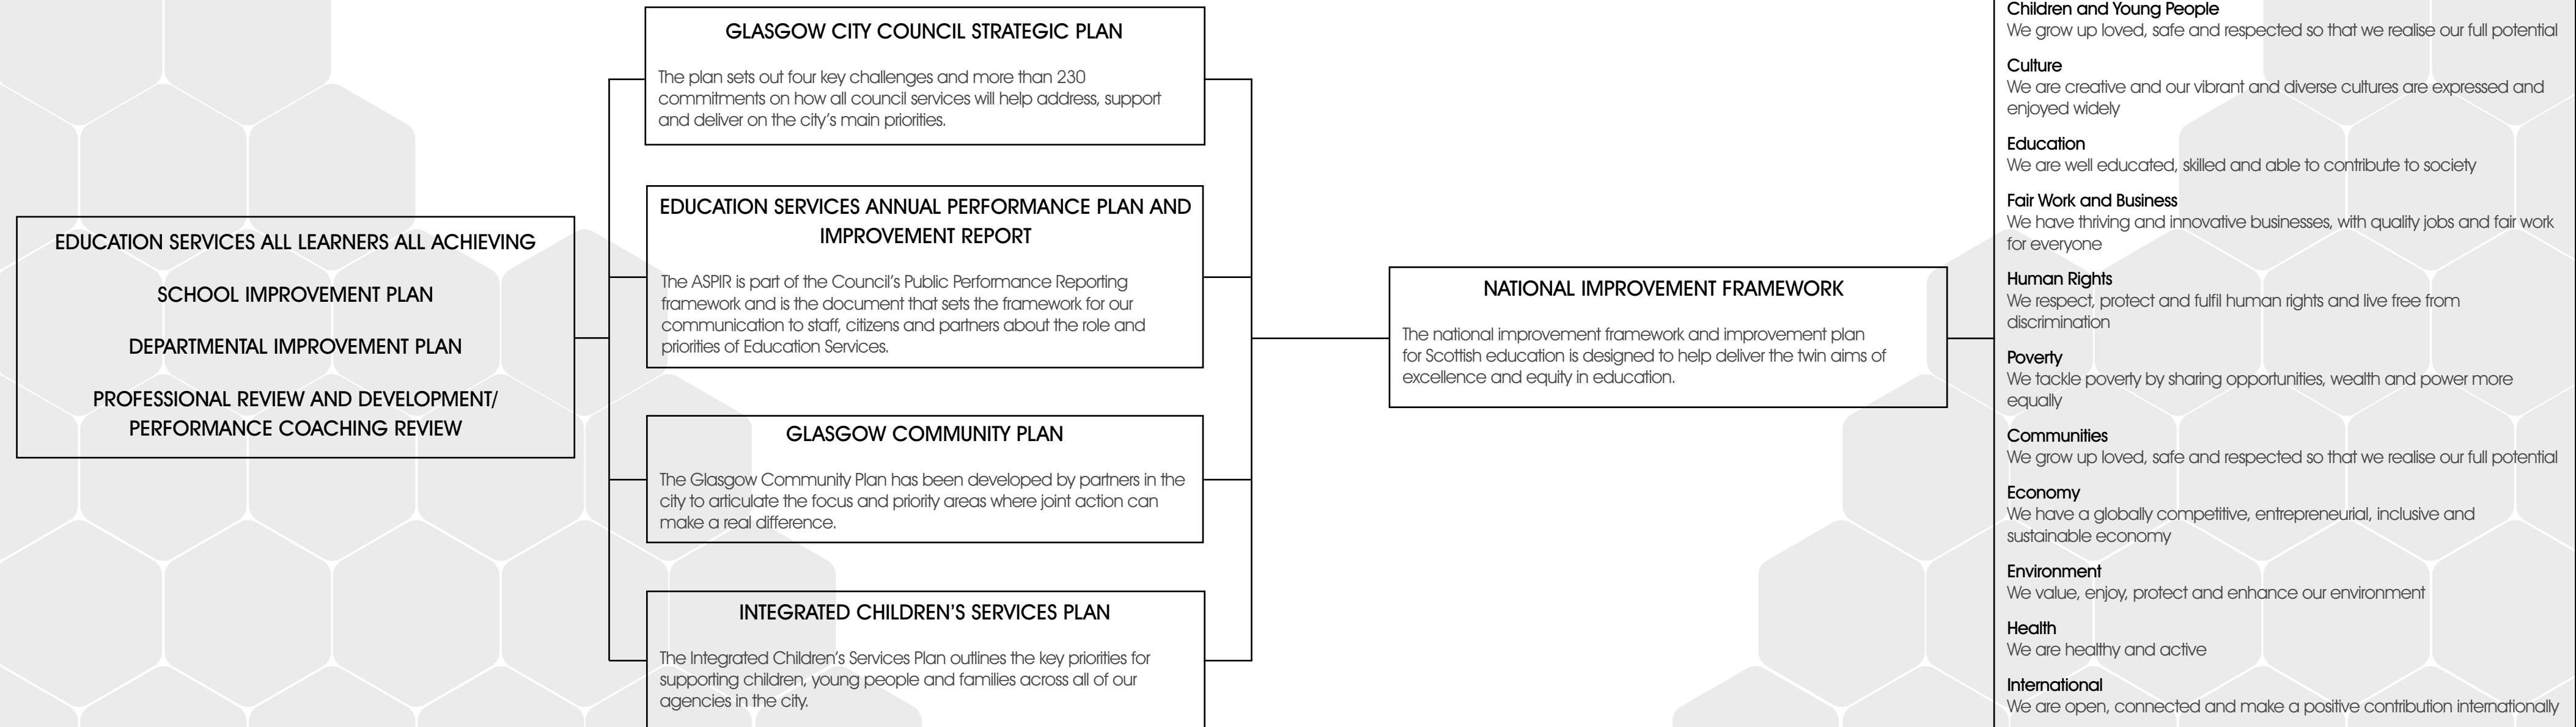 EDUCATION SERVICES ALL LEARNERS ALL ACHIEVING
SCHOOL IMPROVEMENT PLAN
DEPARTMENTAL IMPROVEMENT PLAN
PROFESSIONAL REVIEW AND DEVELOPMENT/
PERFORMANCE COACHING REVIEW
GLASGOW CITY COUNCIL STRATEGIC PLAN
The plan sets out four key challenges and more than 230
commitments on how all council services will help address, support
and deliver on the city's main priorities.
EDUCATION SERVICES ANNUAL PERFORMANCE PLAN AND
IMPROVEMENT REPORT
The ASPIR is part of the Council's Public Performance Reporting
framework and is the document that sets the framework for our
communication to staff, citizens and partners about the role and
priorities of Education Services.
GLASGOW COMMUNITY PLAN
The Glasgow Community Plan has been developed by partners in the
city to articulate the focus and priority areas where joint action can
make a real difference.
INTEGRATED CHILDREN'S SERVICES PLAN
The Integrated Children's Services Plan outlines the key priorities for
supporting children, young people and families across all of our
agencies in the city.
NATIONAL IMPROVEMENT FRAMEWORK
The national improvement framework and improvement plan
for Scottish education is designed to help deliver the twin aims of
excellence and equity in education.
Children and Young People
We grow up loved, safe and respected so that we realise our full potential
Culture
We are creative and our vibrant and diverse cultures are expressed and
enjoyed widely
Education
We are well educated, skilled and able to contribute to society
Fair Work and Business
We have thriving and innovative businesses, with quality jobs and fair work
for everyone
Human Rights
We respect, protect and fulfil human rights and live free from
discrimination
Poverty
We tackle poverty by sharing opportunities, wealth and power more
equally
Communities
We grow up loved, safe and respected so that we realise our full potential
Economy
We have a globally competitive, entrepreneurial, inclusive and
sustainable economy
Environment
We value, enjoy, protect and enhance our environment
Health
We are healthy and active
International
We are open, connected and make a positive contribution internationally